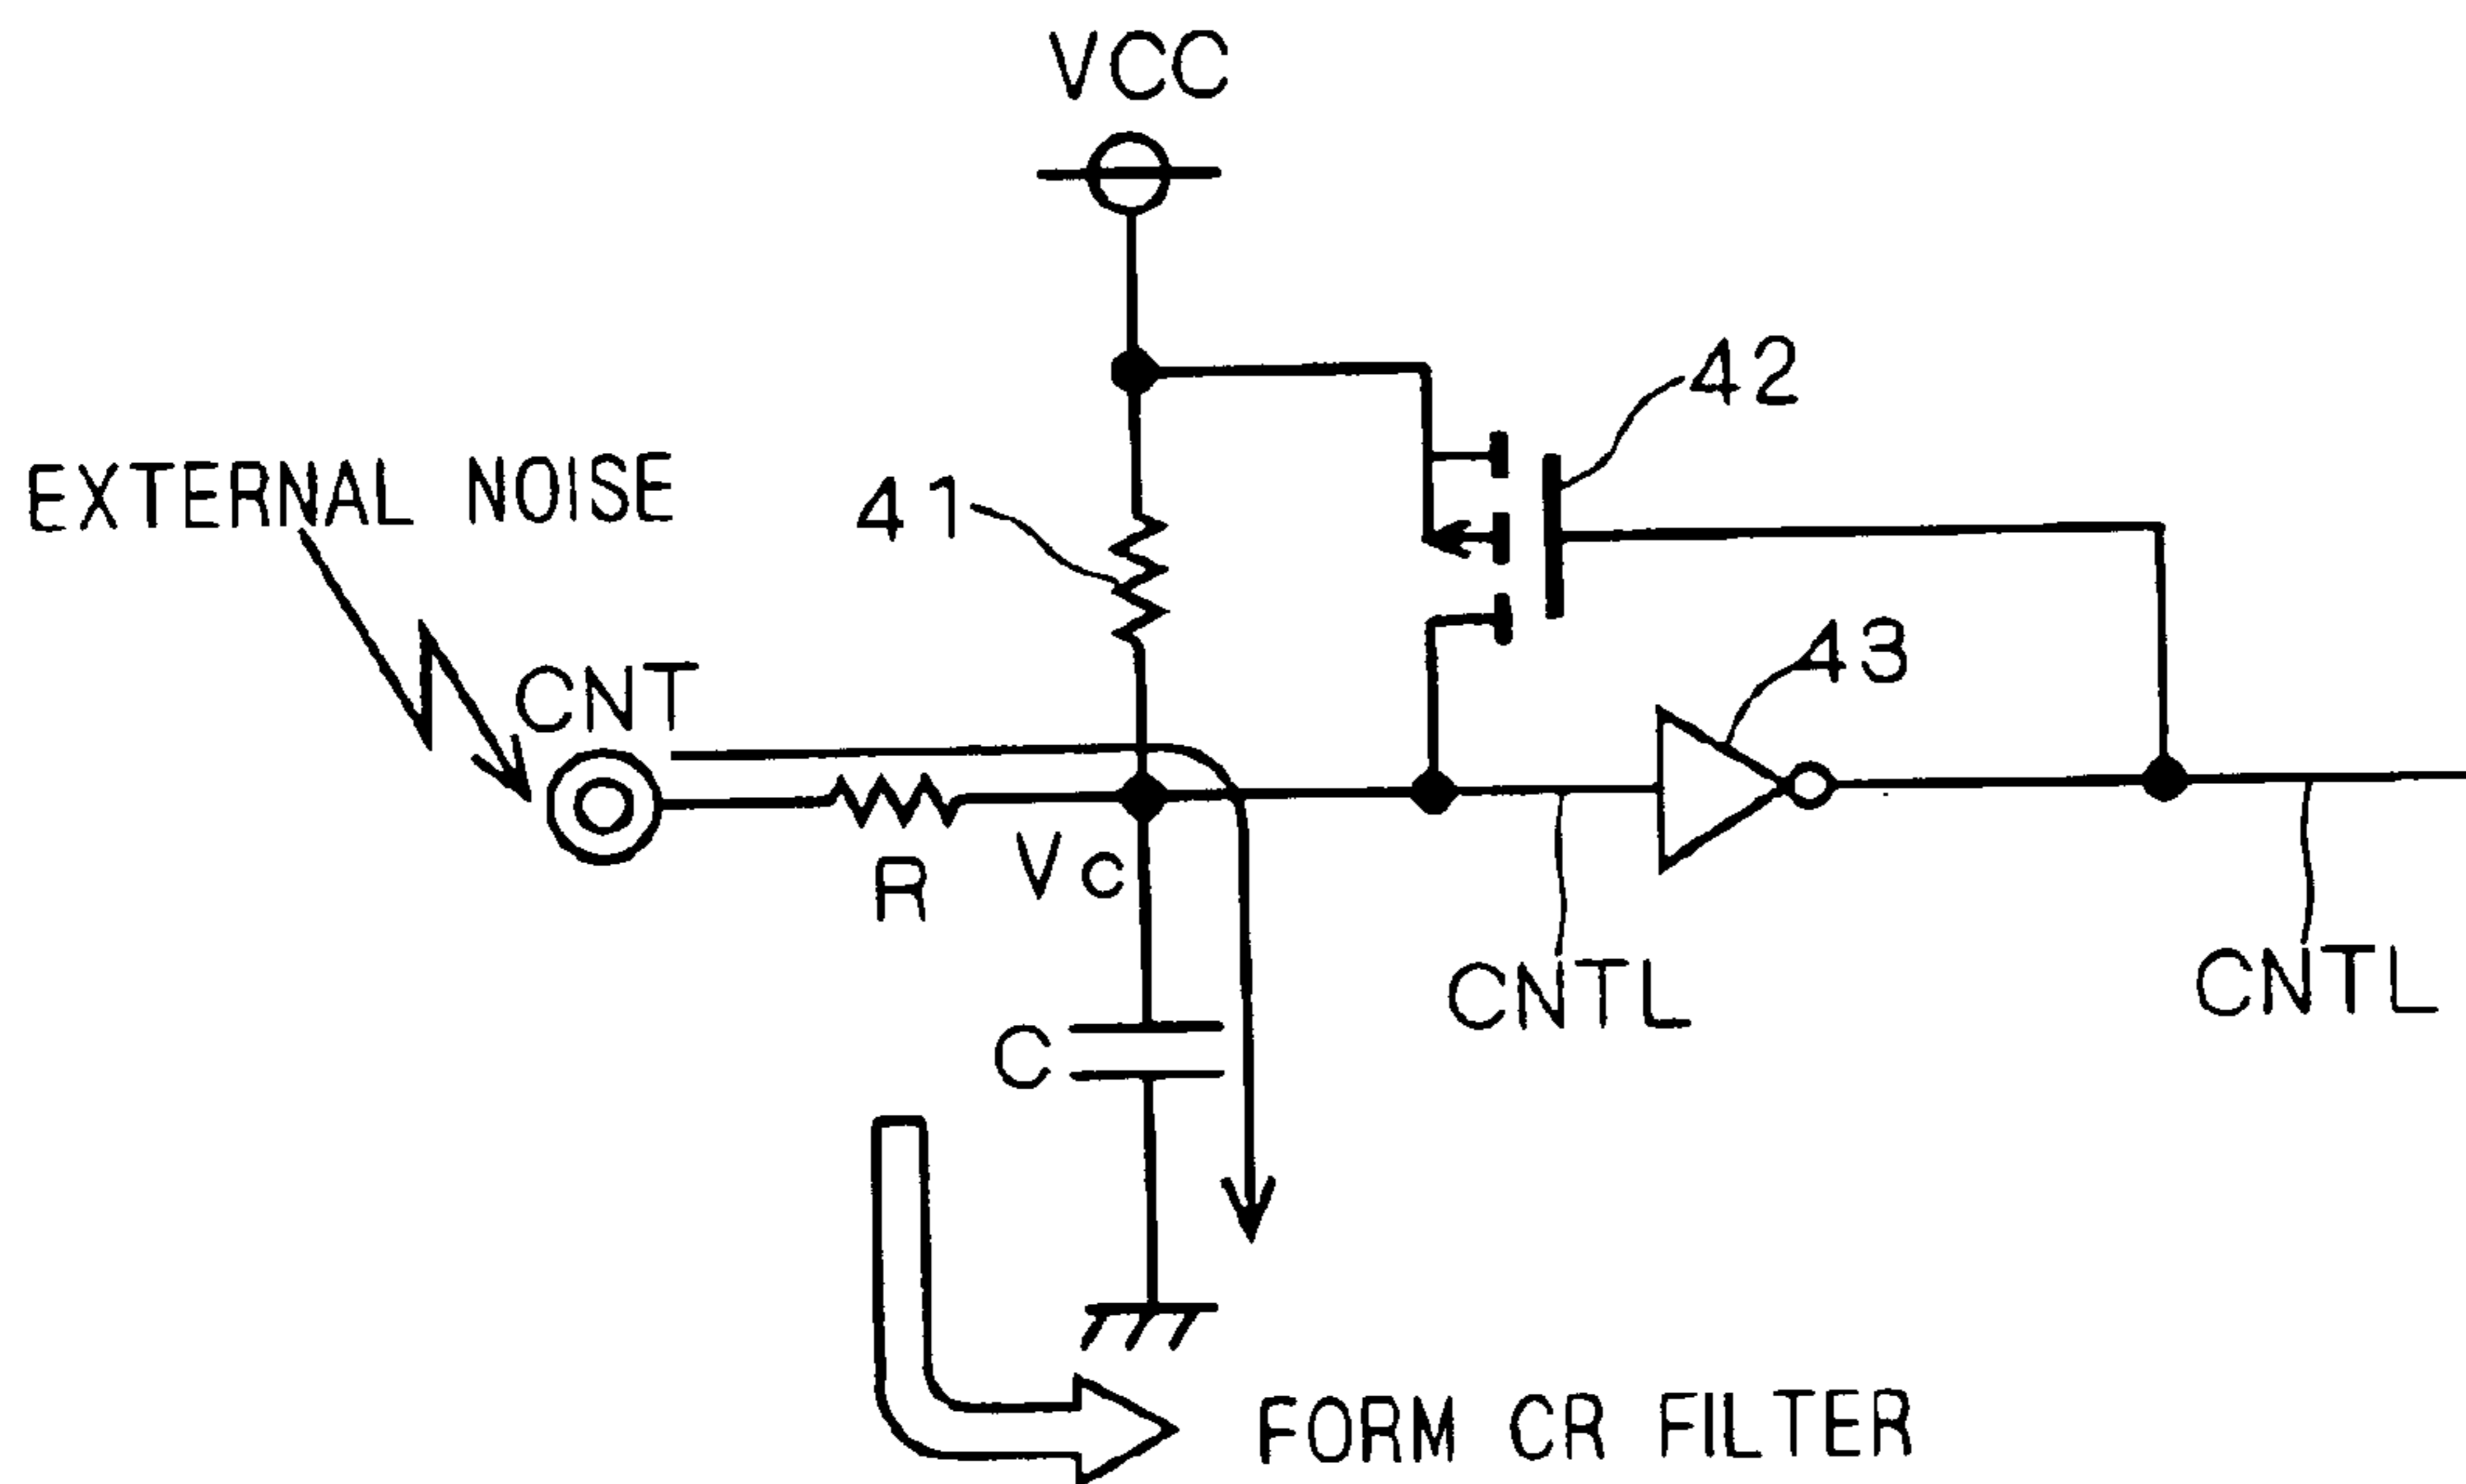 VCC
42
EXTERNAL NOISE
41
43
CNT
R
Vc
CNTL
CNTL
C
FORM CR FILTER